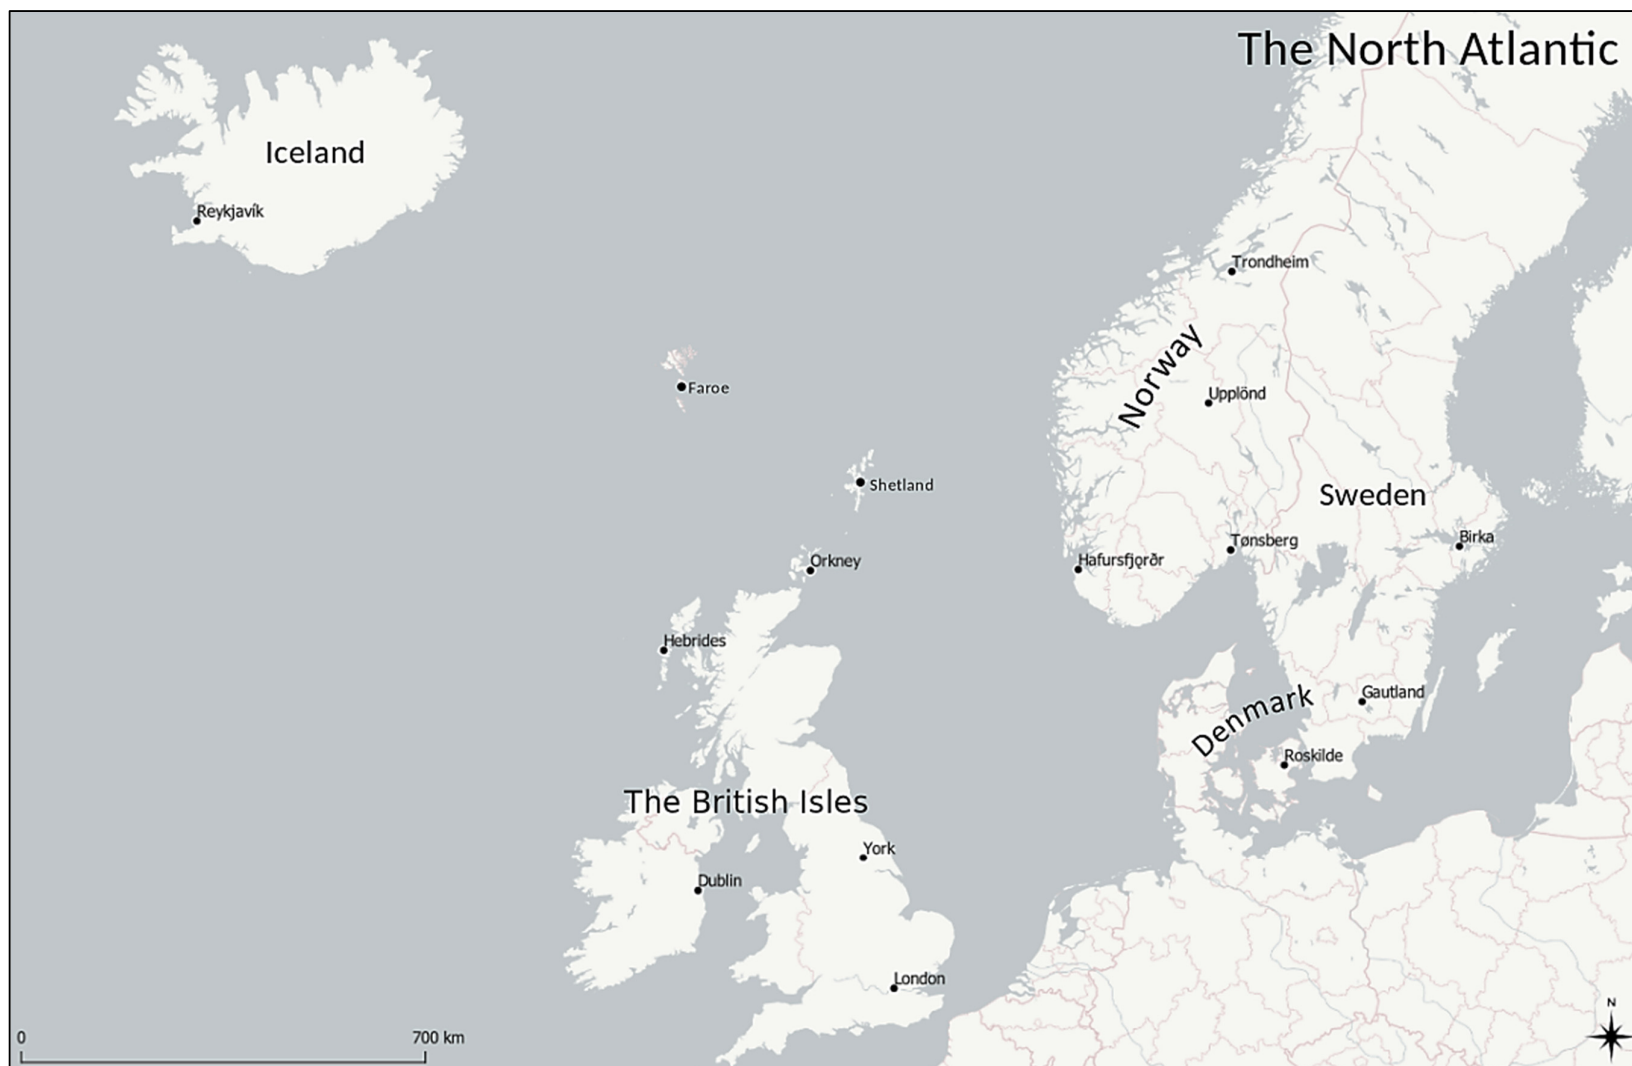 The North Atlantic
Iceland
Reykjavík
Trondheim
Norway
Faroe
Upplönd
Shetland
Sweden
Birka
Tønsberg
Orkney
Hafursfjǫrðr
Hebrides
Gautland
Denmark
Roskilde
The British Isles
York
Dublin
London
N
0 700 km